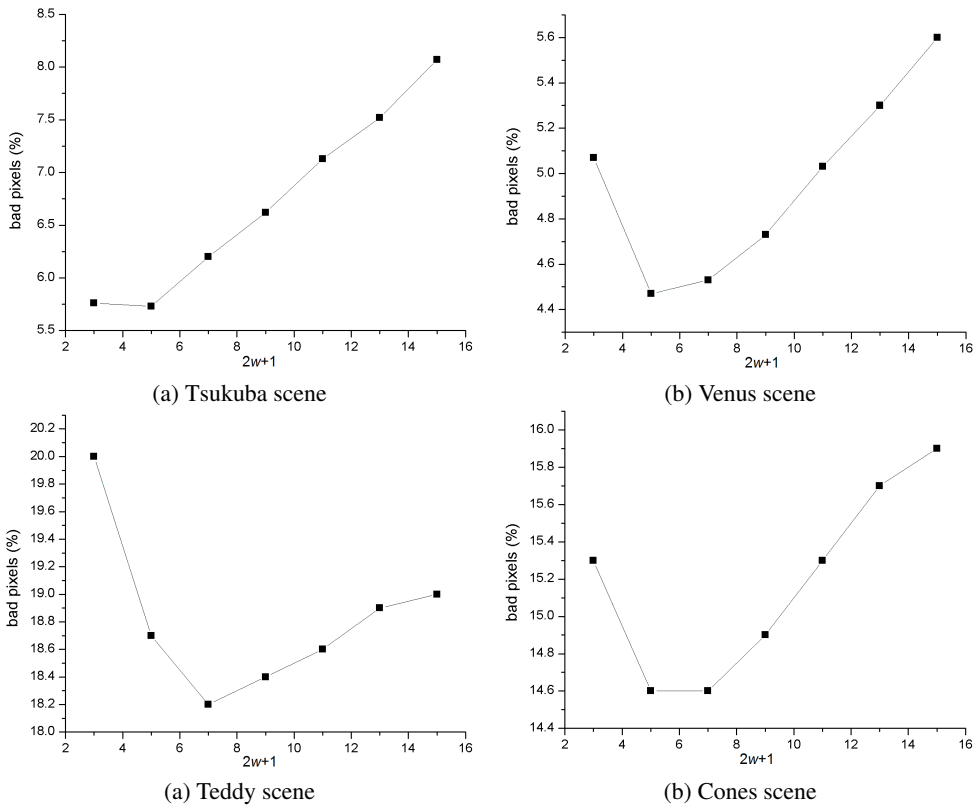 8.5
8.0
7.5
7.0
6.5
6.0
5.5
bad pixels (%)
2 4 6 8 10 12 14 16
2w+1
(a) Tsukuba scene
5.6
5.4
5.2
5.0
4.8
4.6
4.4
bad pixels (%)
2 4 6 8 10 12 14 16
2w+1
(b) Venus scene
20.2
20.0
19.8
19.6
19.4
19.2
19.0
18.8
18.6
18.4
18.2
18.0
bad pixels (%)
2 4 6 8 10 12 14 16
2w+1
(a) Teddy scene
16.0
15.8
15.6
15.4
15.2
15.0
14.8
14.6
14.4
bad pixels (%)
2 4 6 8 10 12 14 16
2w+1
(b) Cones scene